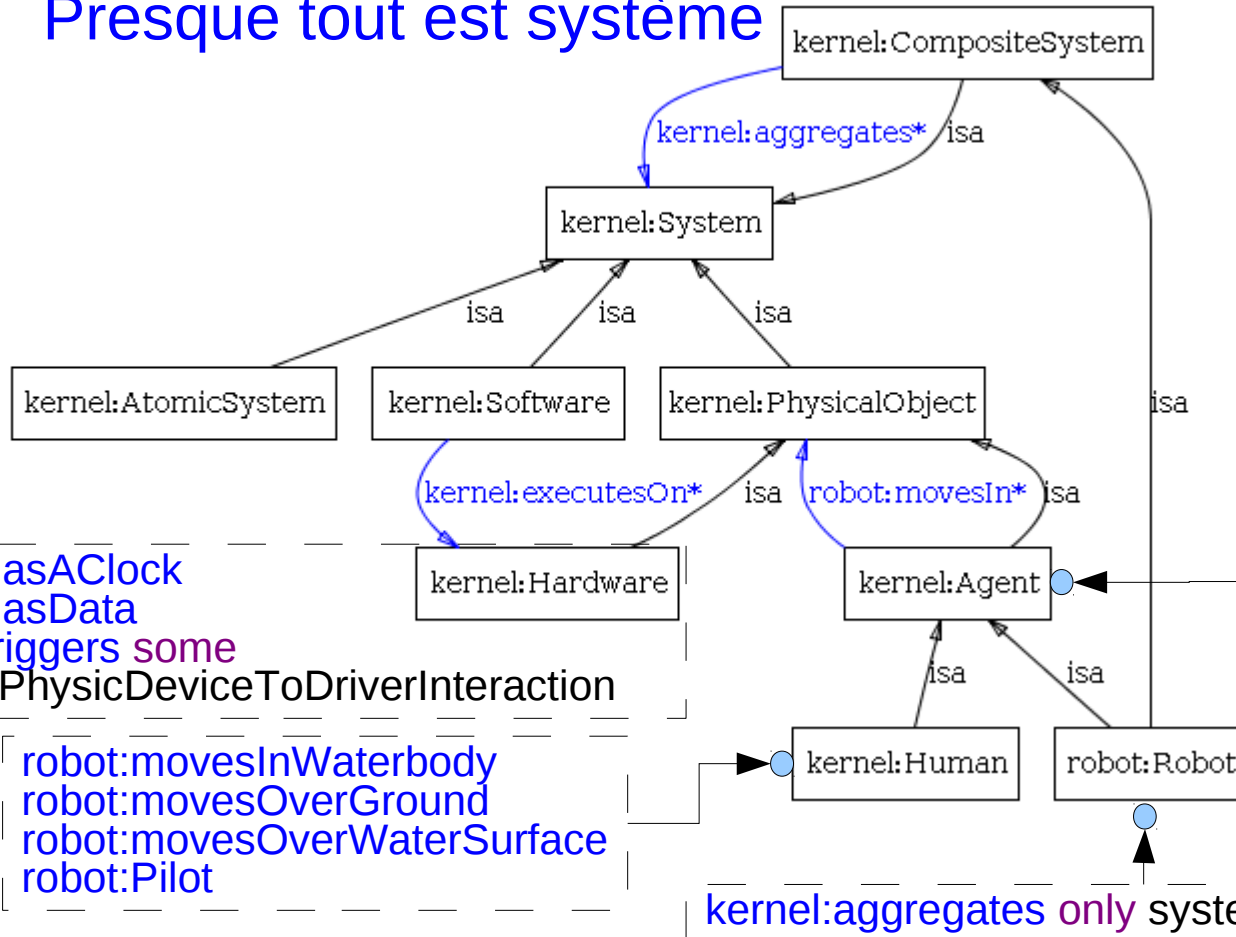 Presque tout est système
kernel:CompositeSystem
kernel:aggregates*
isa
kernel:System
isa
isa
isa
kernel:AtomicSystem
kernel:Software
kernel:PhysicalObject
isa
kernel:executesOn*
isa
robot:movesIn*
isa
asAClock
asData
riggers some
PhysicDeviceToDriverInteraction
kernel:Hardware
kernel:Agent
isa
isa
robot:movesInWaterbody
robot:movesOverGround
robot:movesOverWaterSurface
robot:Pilot
kernel:Human
robot:Robot
kernel:aggregates only syste